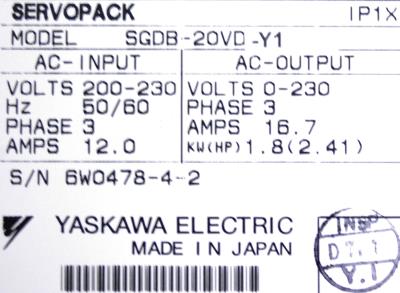 SERVOPACK IP1X
MODEL SGDB-20VD-Y1
AC-INPUT AC-OUTPUT
VOLTS 200-230 VOLTS 0-230
Hz 50/60 PHASE 3
PHASE 3 AMPS 16.7
AMPS 12.0 KW(HP) 1.8(2.41)
S/N 6W0478-4-2
YASKAWA ELECTRIC
MADE IN JAPAN
INSP
Y.1